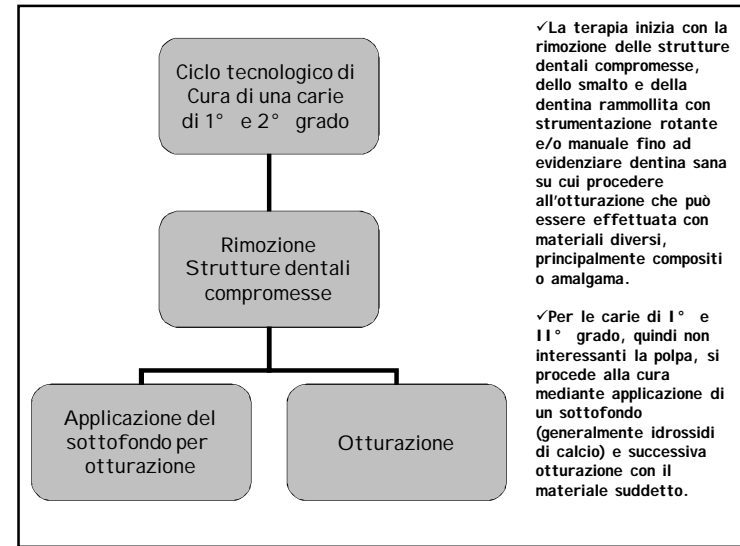 Ciclo tecnologico di
Cura di una carie
di 1° e 2° grado
Rimozione
Strutture dentali
compromesse
Applicazione del
sottofondo per
otturazione
Otturazione
✓La terapia inizia con la
rimozione delle strutture
dentali compromesse,
dello smalto e della
dentina rammollita con
strumentazione rotante
e/o manuale fino ad
evidenziare dentina sana
su cui procedere
all'otturazione che può
essere effettuata con
materiali diversi,
principalmente compositi
o amalgama.
✓Per le carie di I° e
II° grado, quindi non
interessanti la polpa, si
procede alla cura
mediante applicazione di
un sottofondo
(generalmente idrossidi
di calcio) e successiva
otturazione con il
materiale suddetto.